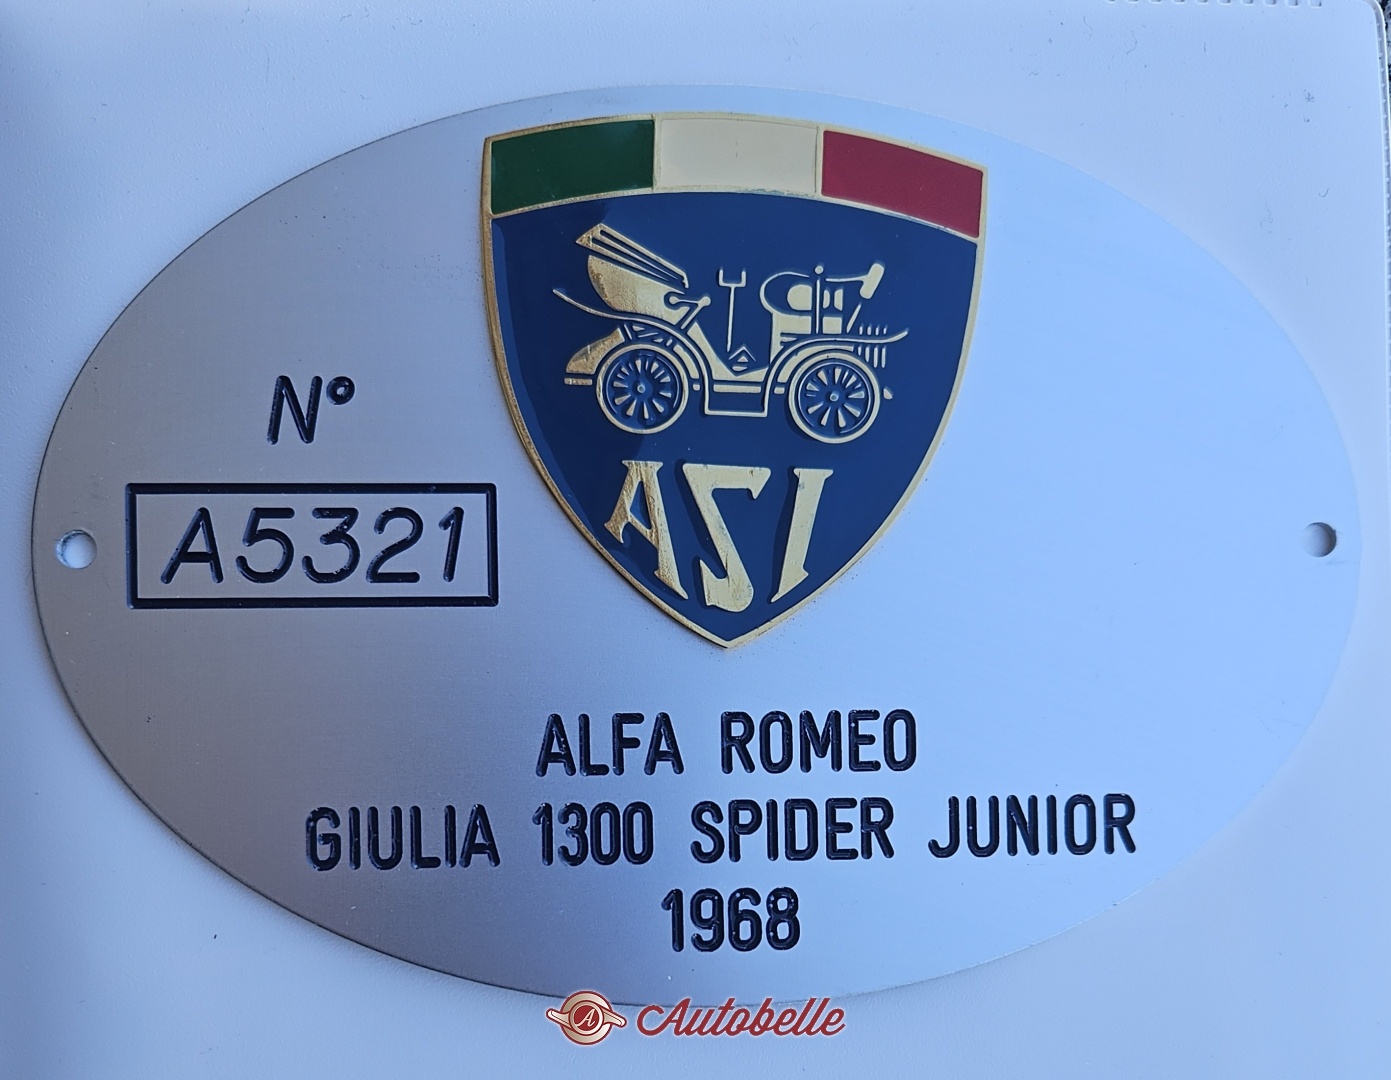 ASI
N°
A5321
ALFA ROMEO
GIULIA 1300 SPIDER JUNIOR
1968
A Autobelle